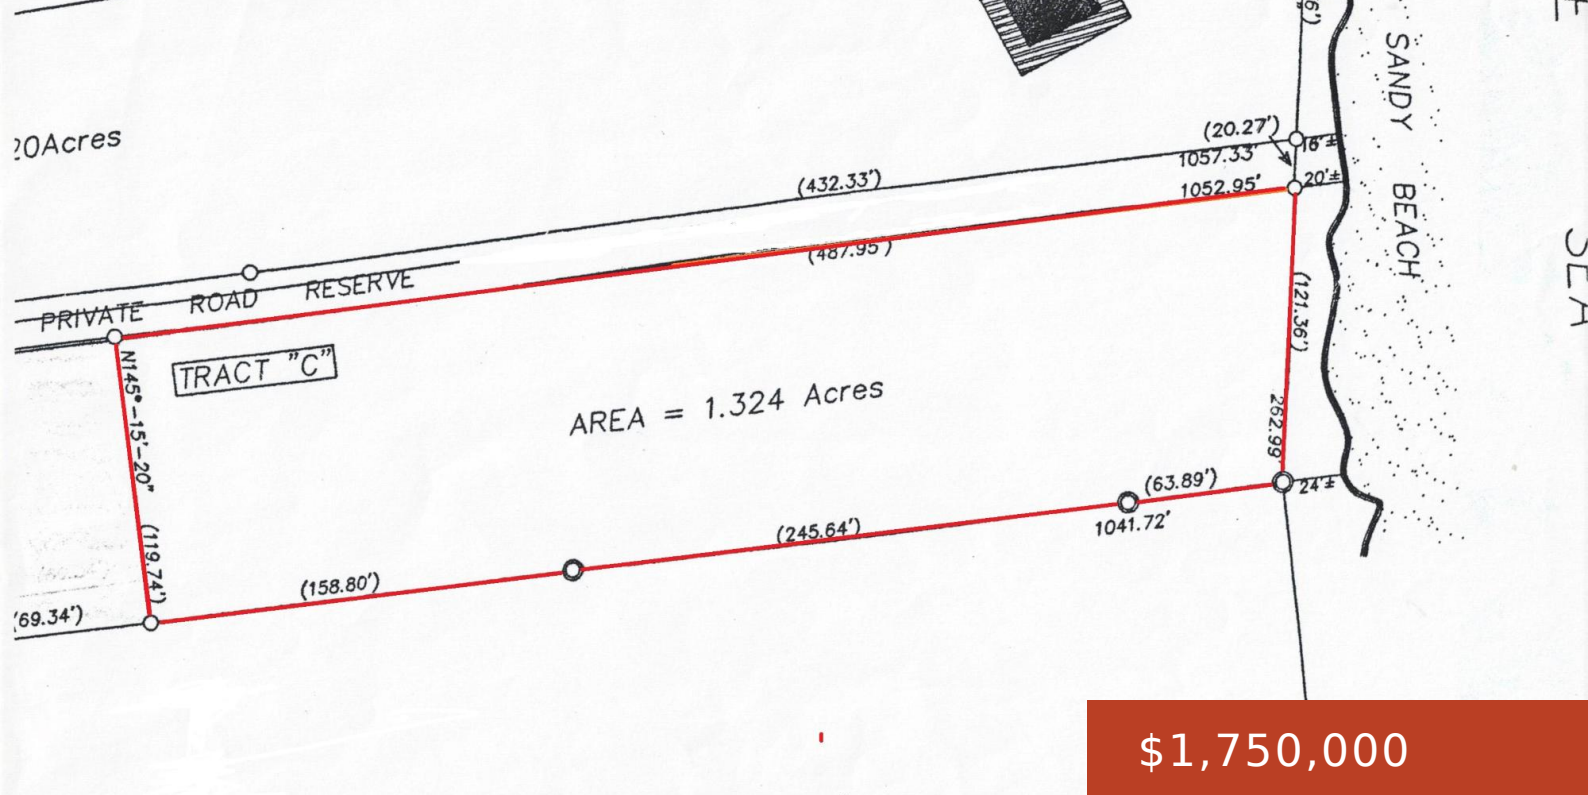 6')
SANDY
20Acres
(20.27')
16'±
1057.33'
(432.33')
1052.95'
20'±
BEACH
SEA
(487.95')
PRIVATE ROAD RESERVE
(121.36')
TRACT "C"
N145°-15'-20"
AREA = 1.324 Acres
262.99'
(63.89')
24'±
1041.72'
(245.64')
(119.74')
(158.80')
(69.34')
$1,750,000